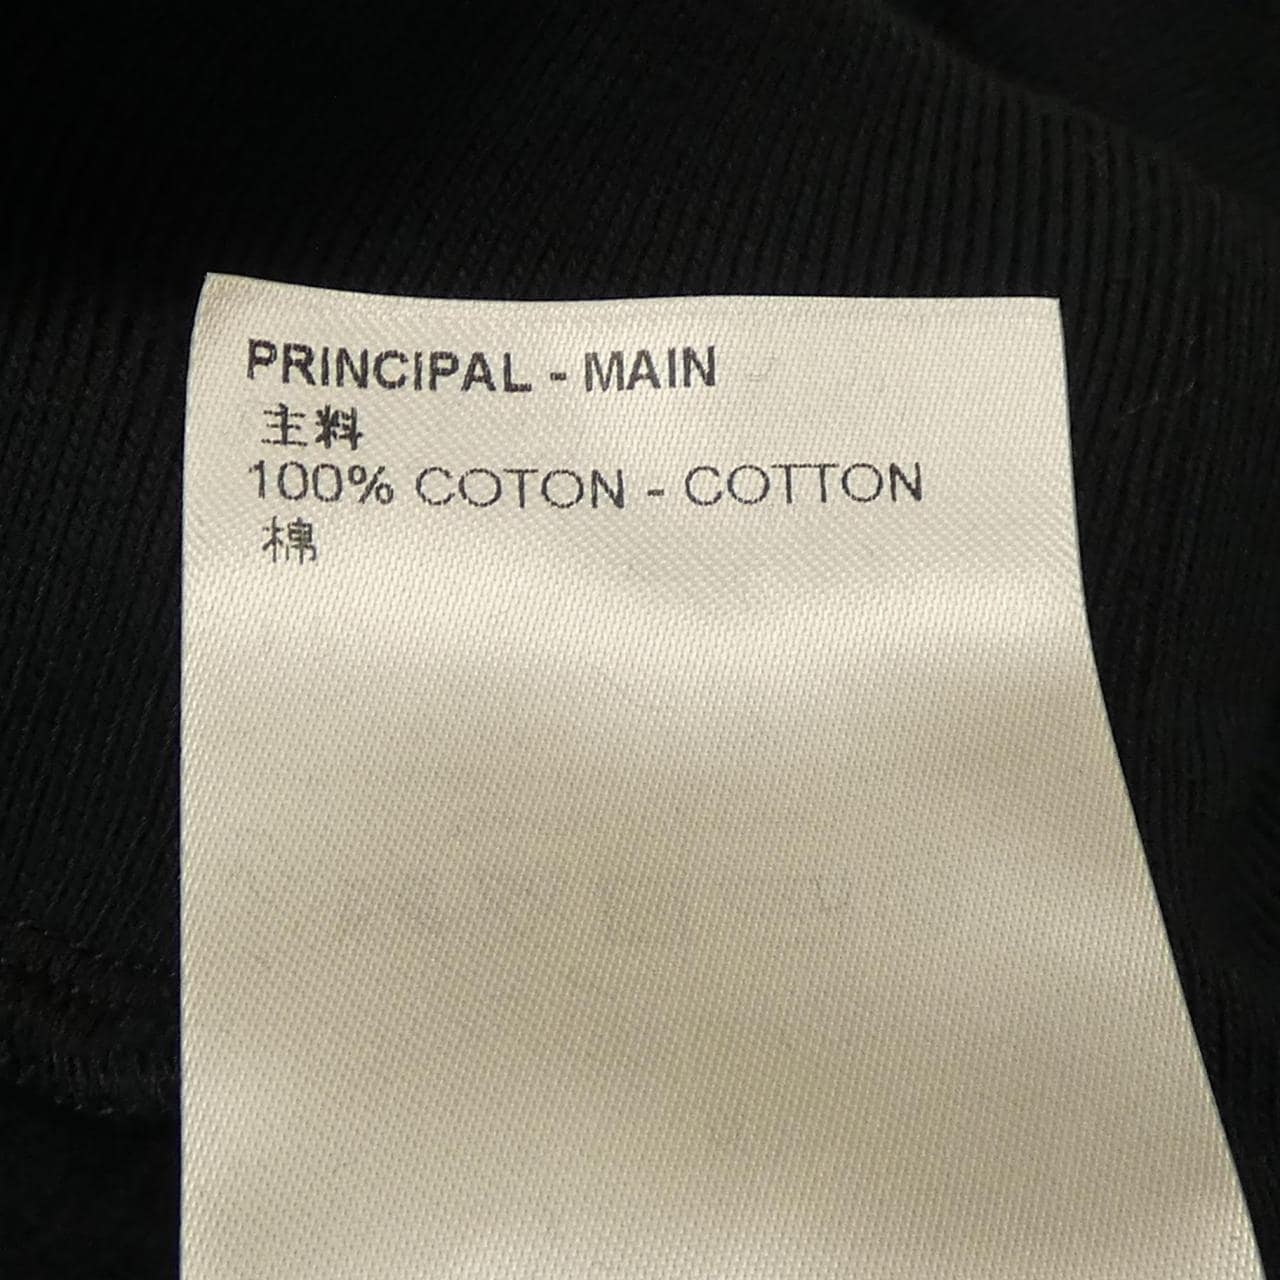 PRINCIPAL - MAIN
主料
100% COTON - COTTON
棉